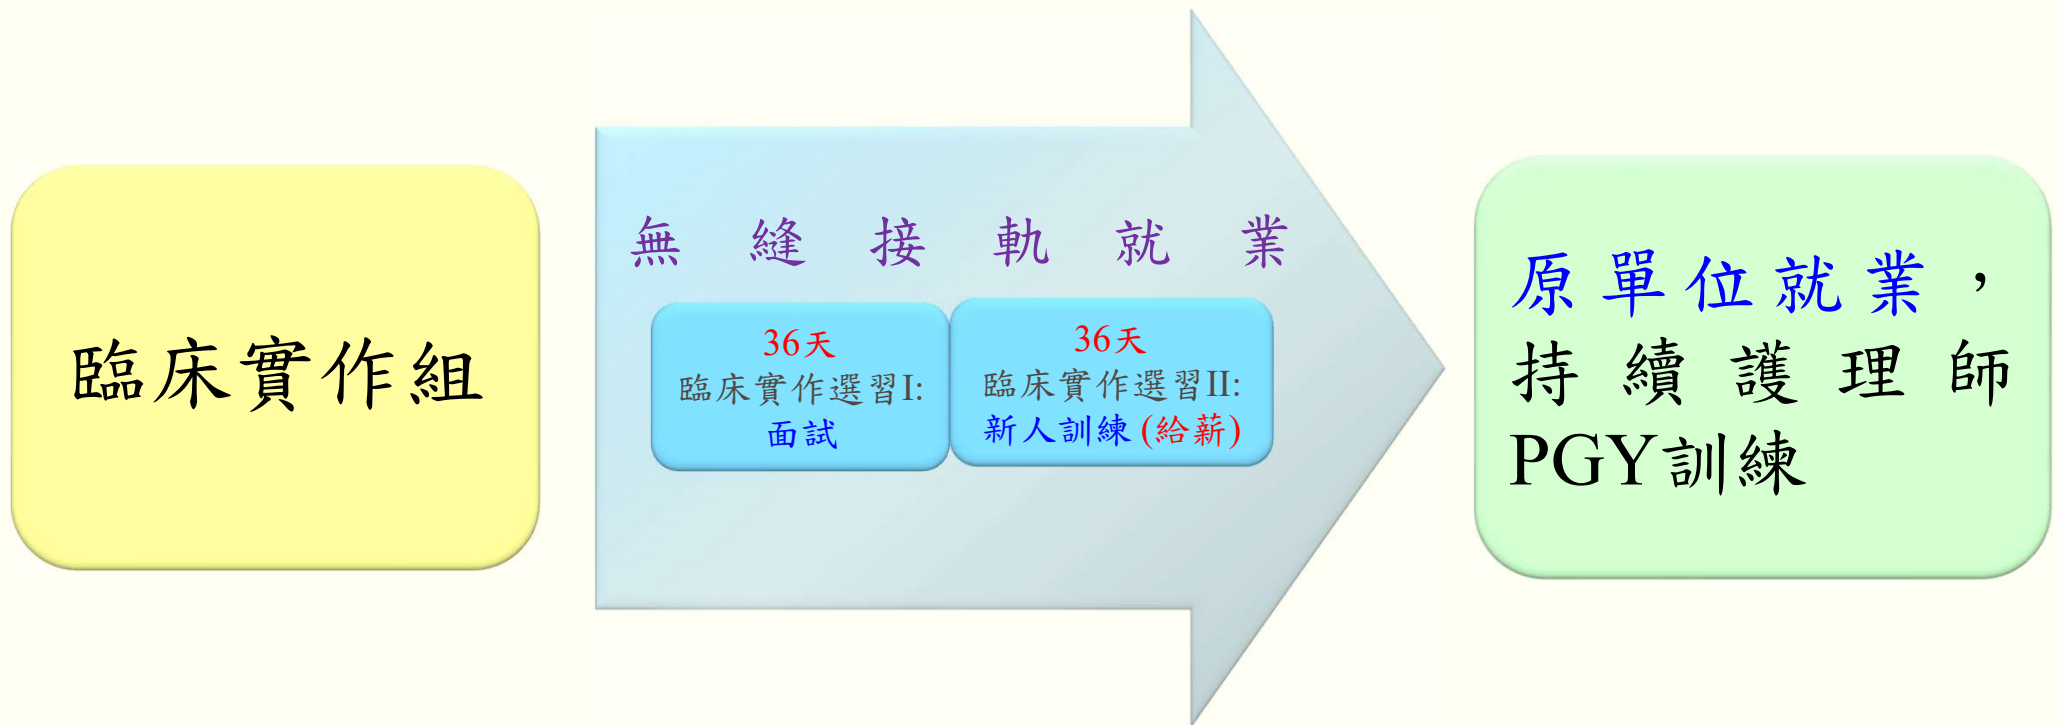 臨床實作組
無縫接軌就業
36天
臨床實作選習I:
面試
36天
臨床實作選習II:
新人訓練(給薪)
原單位就業，
持續護理師
PGY訓練